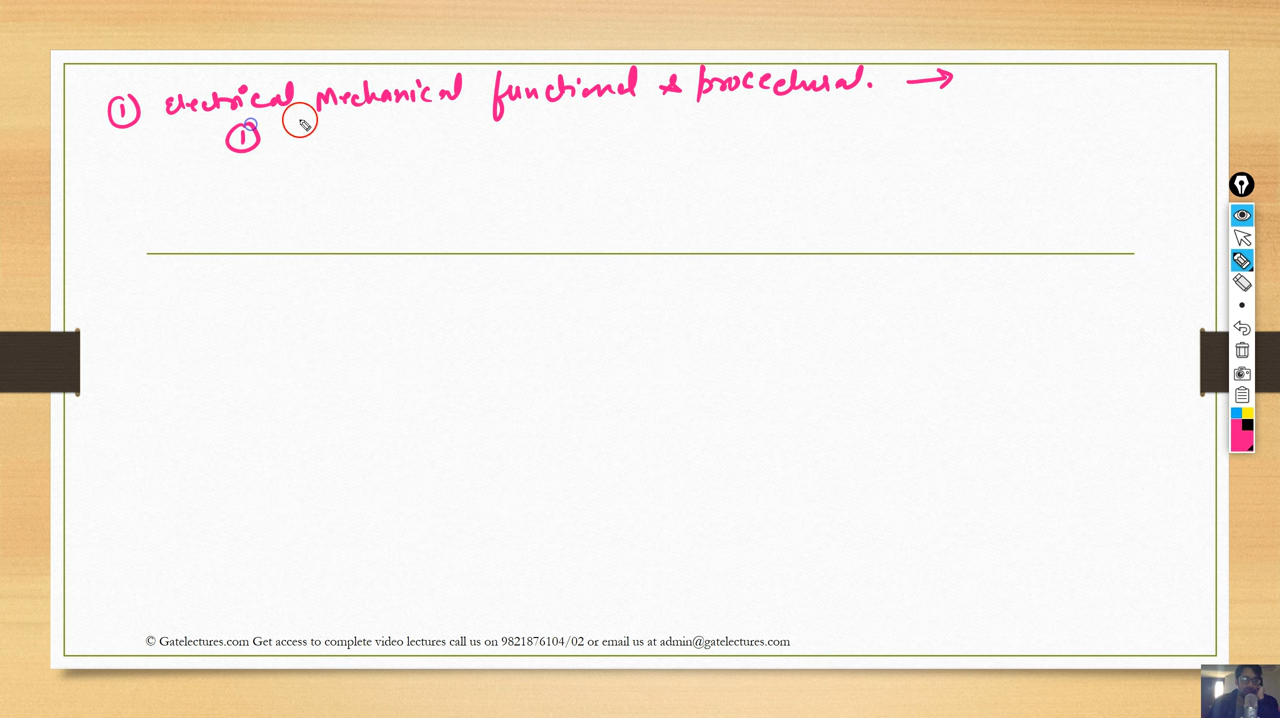 ① Electrical Mechanical functional & procedural. →
①
© Gatelectures.com Get access to complete video lectures call us on 9821876104/02 or email us at admin@gatelectures.com